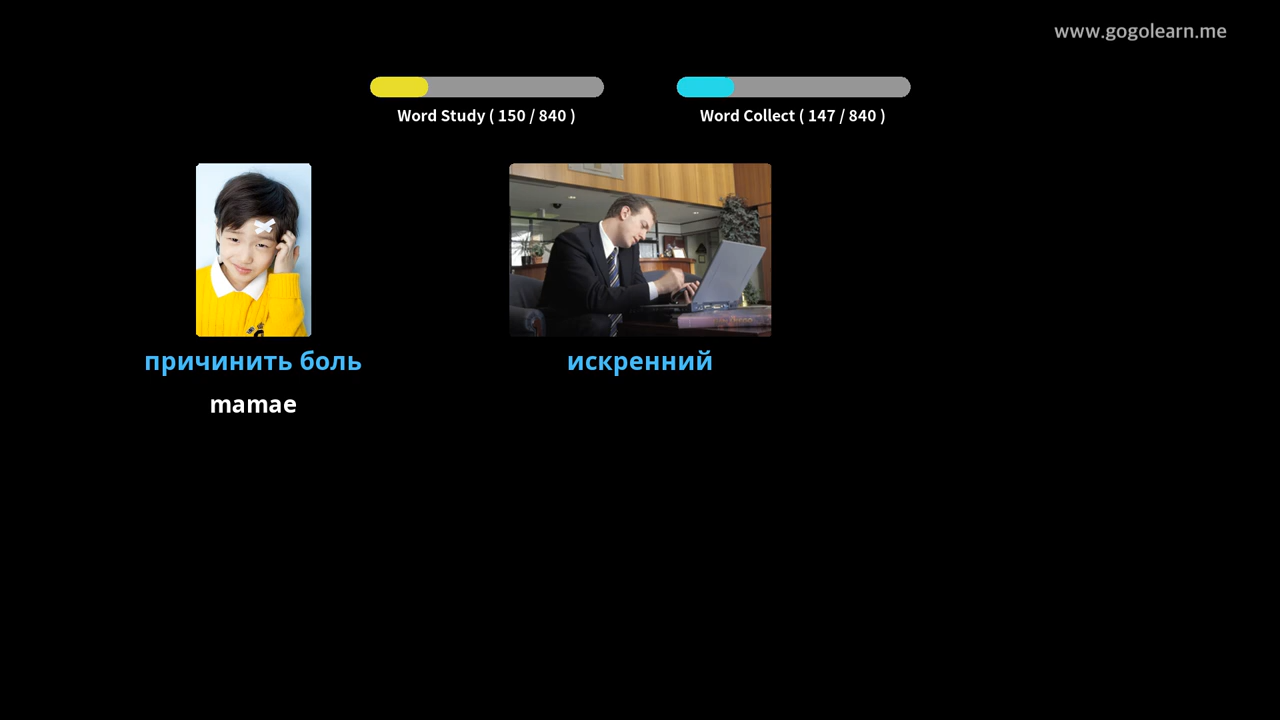 www.gogolearn.me
Word Study ( 150 / 840 )
Word Collect ( 147 / 840 )
причинить боль
искренний
mamae